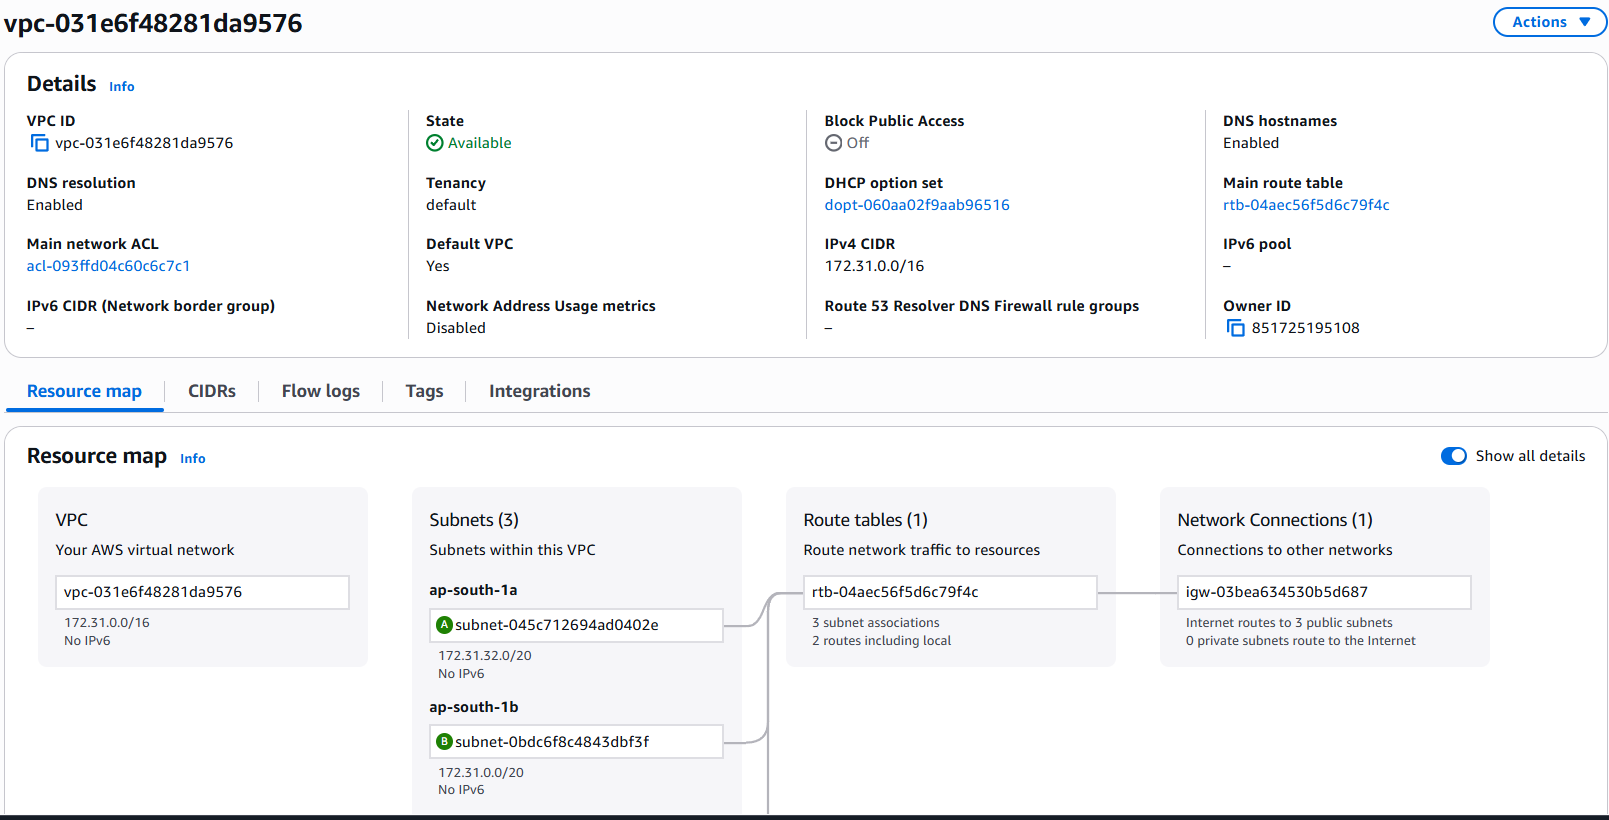 vpc-031e6f48281da9576
Actions
Details Info
VPC ID
vpc-031e6f48281da9576
State
Available
Block Public Access
Off
DNS hostnames
Enabled
DNS resolution
Enabled
Tenancy
default
DHCP option set
dopt-060aa02f9aab96516
Main route table
rtb-04aec56f5d6c79f4c
Main network ACL
acl-093ffd04c60c6c7c1
Default VPC
Yes
IPv4 CIDR
172.31.0.0/16
IPv6 pool
–
IPv6 CIDR (Network border group)
–
Network Address Usage metrics
Disabled
Route 53 Resolver DNS Firewall rule groups
–
Owner ID
851725195108
Resource map
CIDRs
Flow logs
Tags
Integrations
Resource map Info
Show all details
VPC
Your AWS virtual network
vpc-031e6f48281da9576
172.31.0.0/16
No IPv6
Subnets (3)
Subnets within this VPC
ap-south-1a
A subnet-045c712694ad0402e
172.31.32.0/20
No IPv6
ap-south-1b
B subnet-0bdc6f8c4843dbf3f
172.31.0.0/20
No IPv6
Route tables (1)
Route network traffic to resources
rtb-04aec56f5d6c79f4c
3 subnet associations
2 routes including local
Network Connections (1)
Connections to other networks
igw-03bea634530b5d687
Internet routes to 3 public subnets
0 private subnets route to the Internet